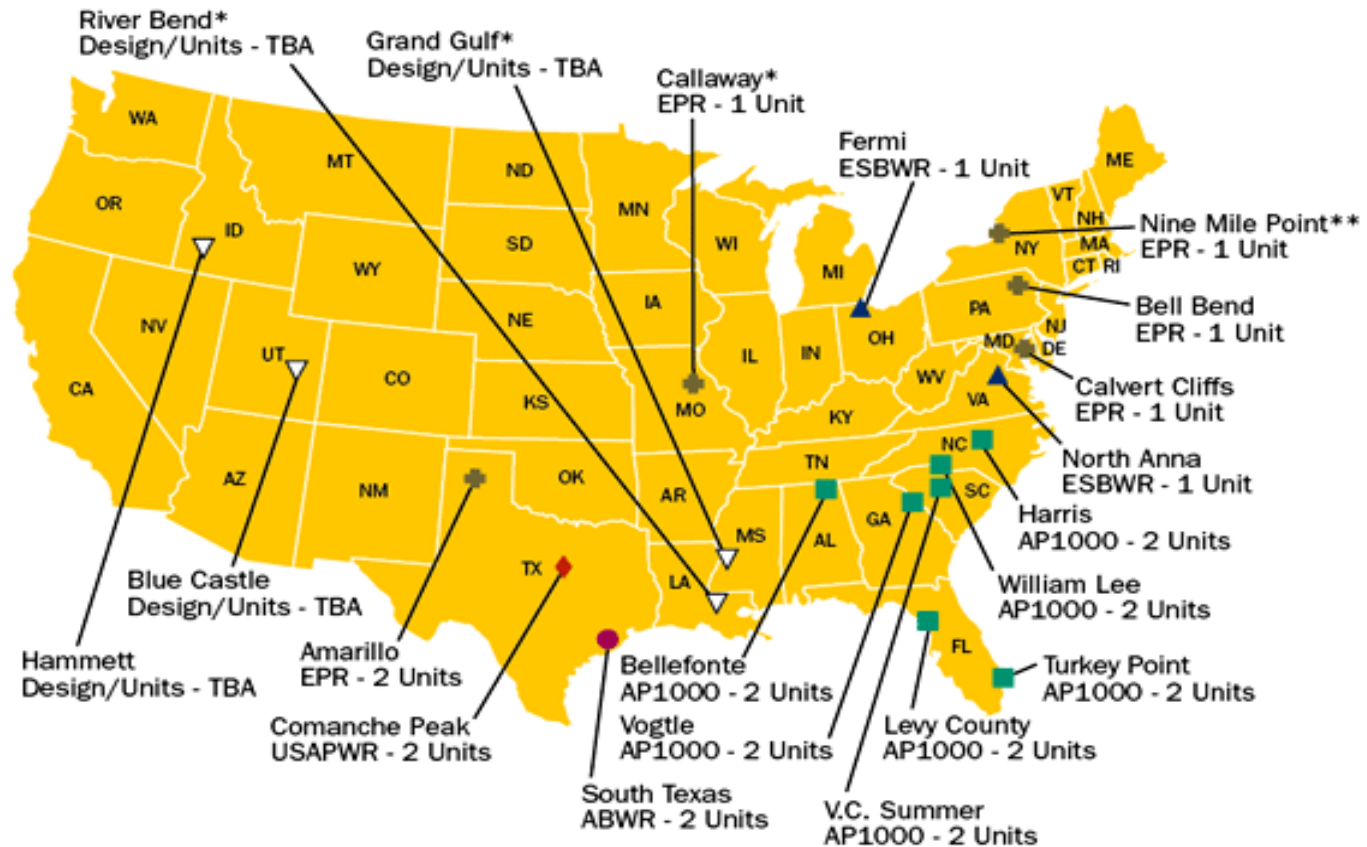 River Bend*
Design/Units - TBA
Grand Gulf*
Design/Units - TBA
Callaway*
EPR - 1 Unit
Fermi
ESBWR - 1 Unit
Nine Mile Point**
EPR - 1 Unit
Bell Bend
EPR - 1 Unit
Calvert Cliffs
EPR - 1 Unit
North Anna
ESBWR - 1 Unit
Harris
AP1000 - 2 Units
William Lee
AP1000 - 2 Units
Turkey Point
AP1000 - 2 Units
Levy County
AP1000 - 2 Units
V.C. Summer
AP1000 - 2 Units
Bellefonte
AP1000 - 2 Units
Vogtle
AP1000 - 2 Units
South Texas
ABWR - 2 Units
Comanche Peak
USAPWR - 2 Units
Amarillo
EPR - 2 Units
Blue Castle
Design/Units - TBA
Hammett
Design/Units - TBA
WA
MT
ND
MN
WI
MI
ME
VT
NH
NY
MA
CT RI
OR
ID
WY
SD
IA
NE
PA
NJ
MD
DE
NV
UT
CO
KS
MO
IL
IN
OH
WV
VA
KY
CA
AZ
NM
OK
AR
TN
NC
SC
TX
LA
MS
AL
GA
FL